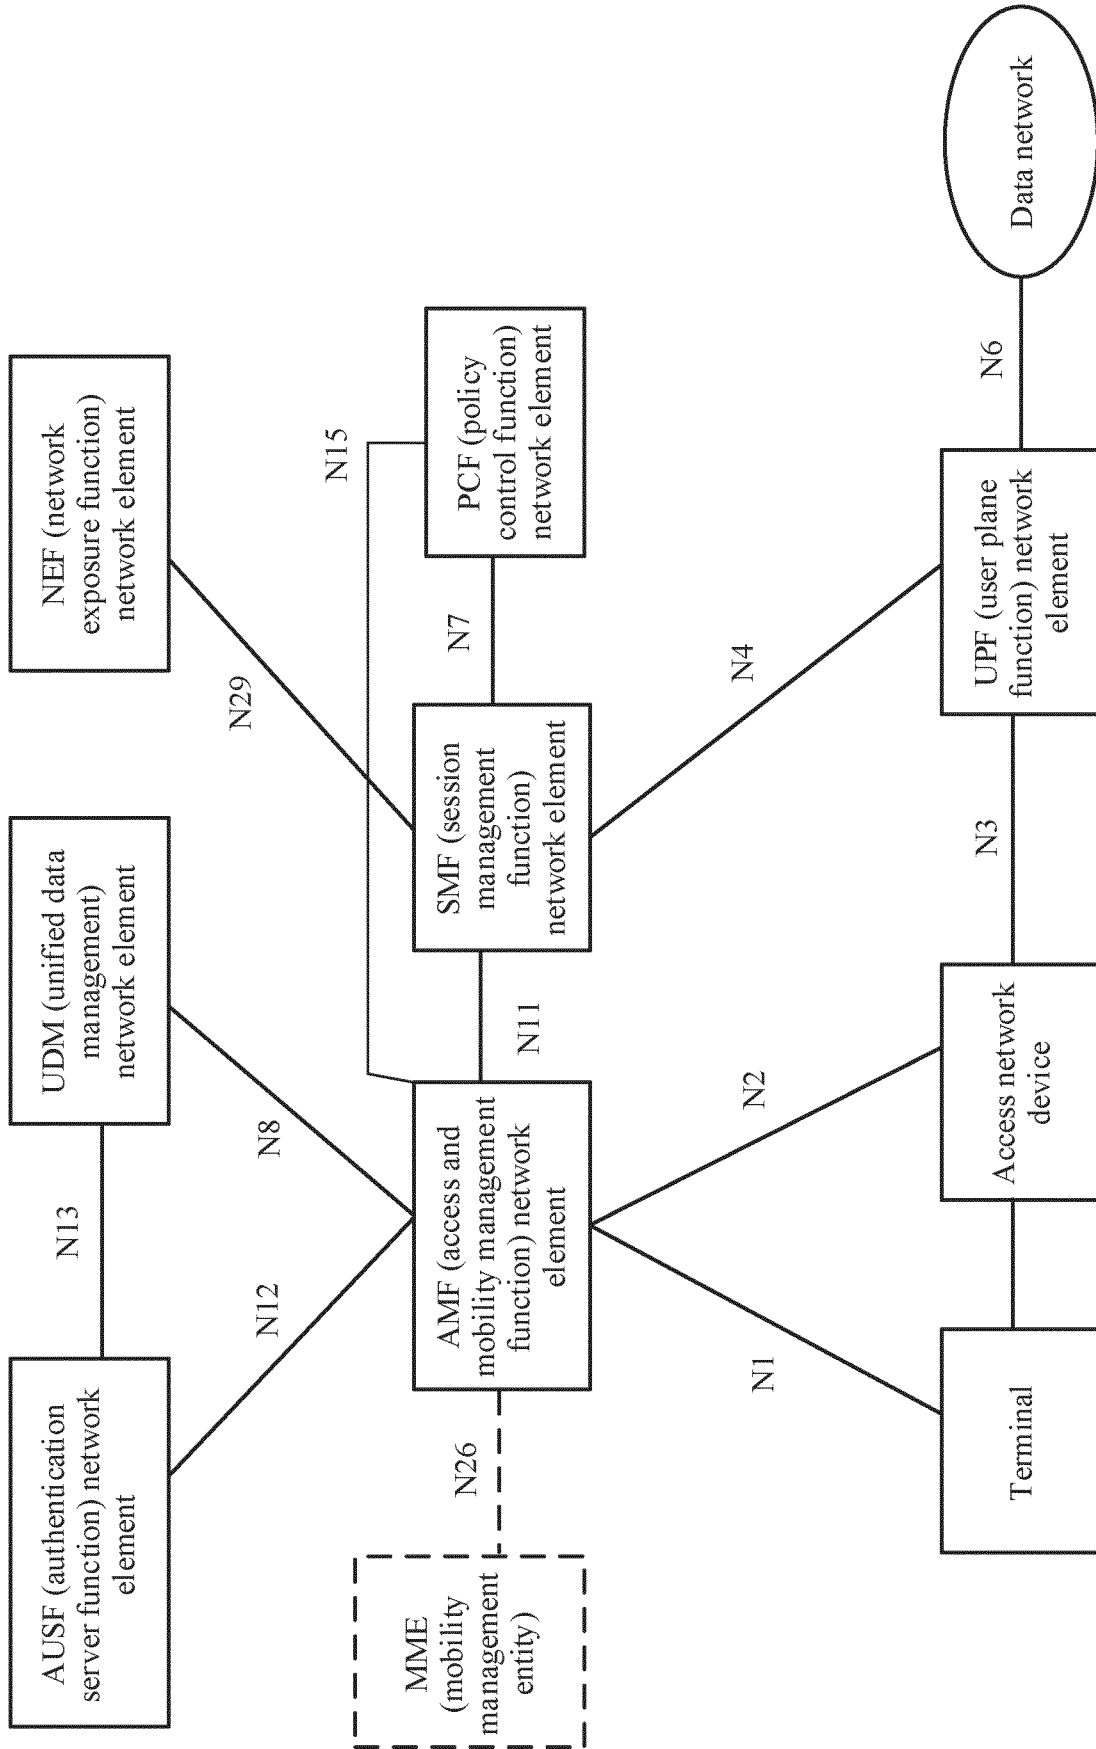 AUSF (authentication
server function) network
element
N13
UDM (unified data
management)
network element
NEF (network
exposure function)
network element
N12
N8
N29
N15
MME
(mobility
management
entity)
N26
AMF (access and
mobility management
function) network
element
N11
SMF (session
management
function)
network element
N7
PCF (policy
control function)
network element
N1
N2
N4
Terminal
Access network
device
N3
UPF (user plane
function) network
element
N6
Data network